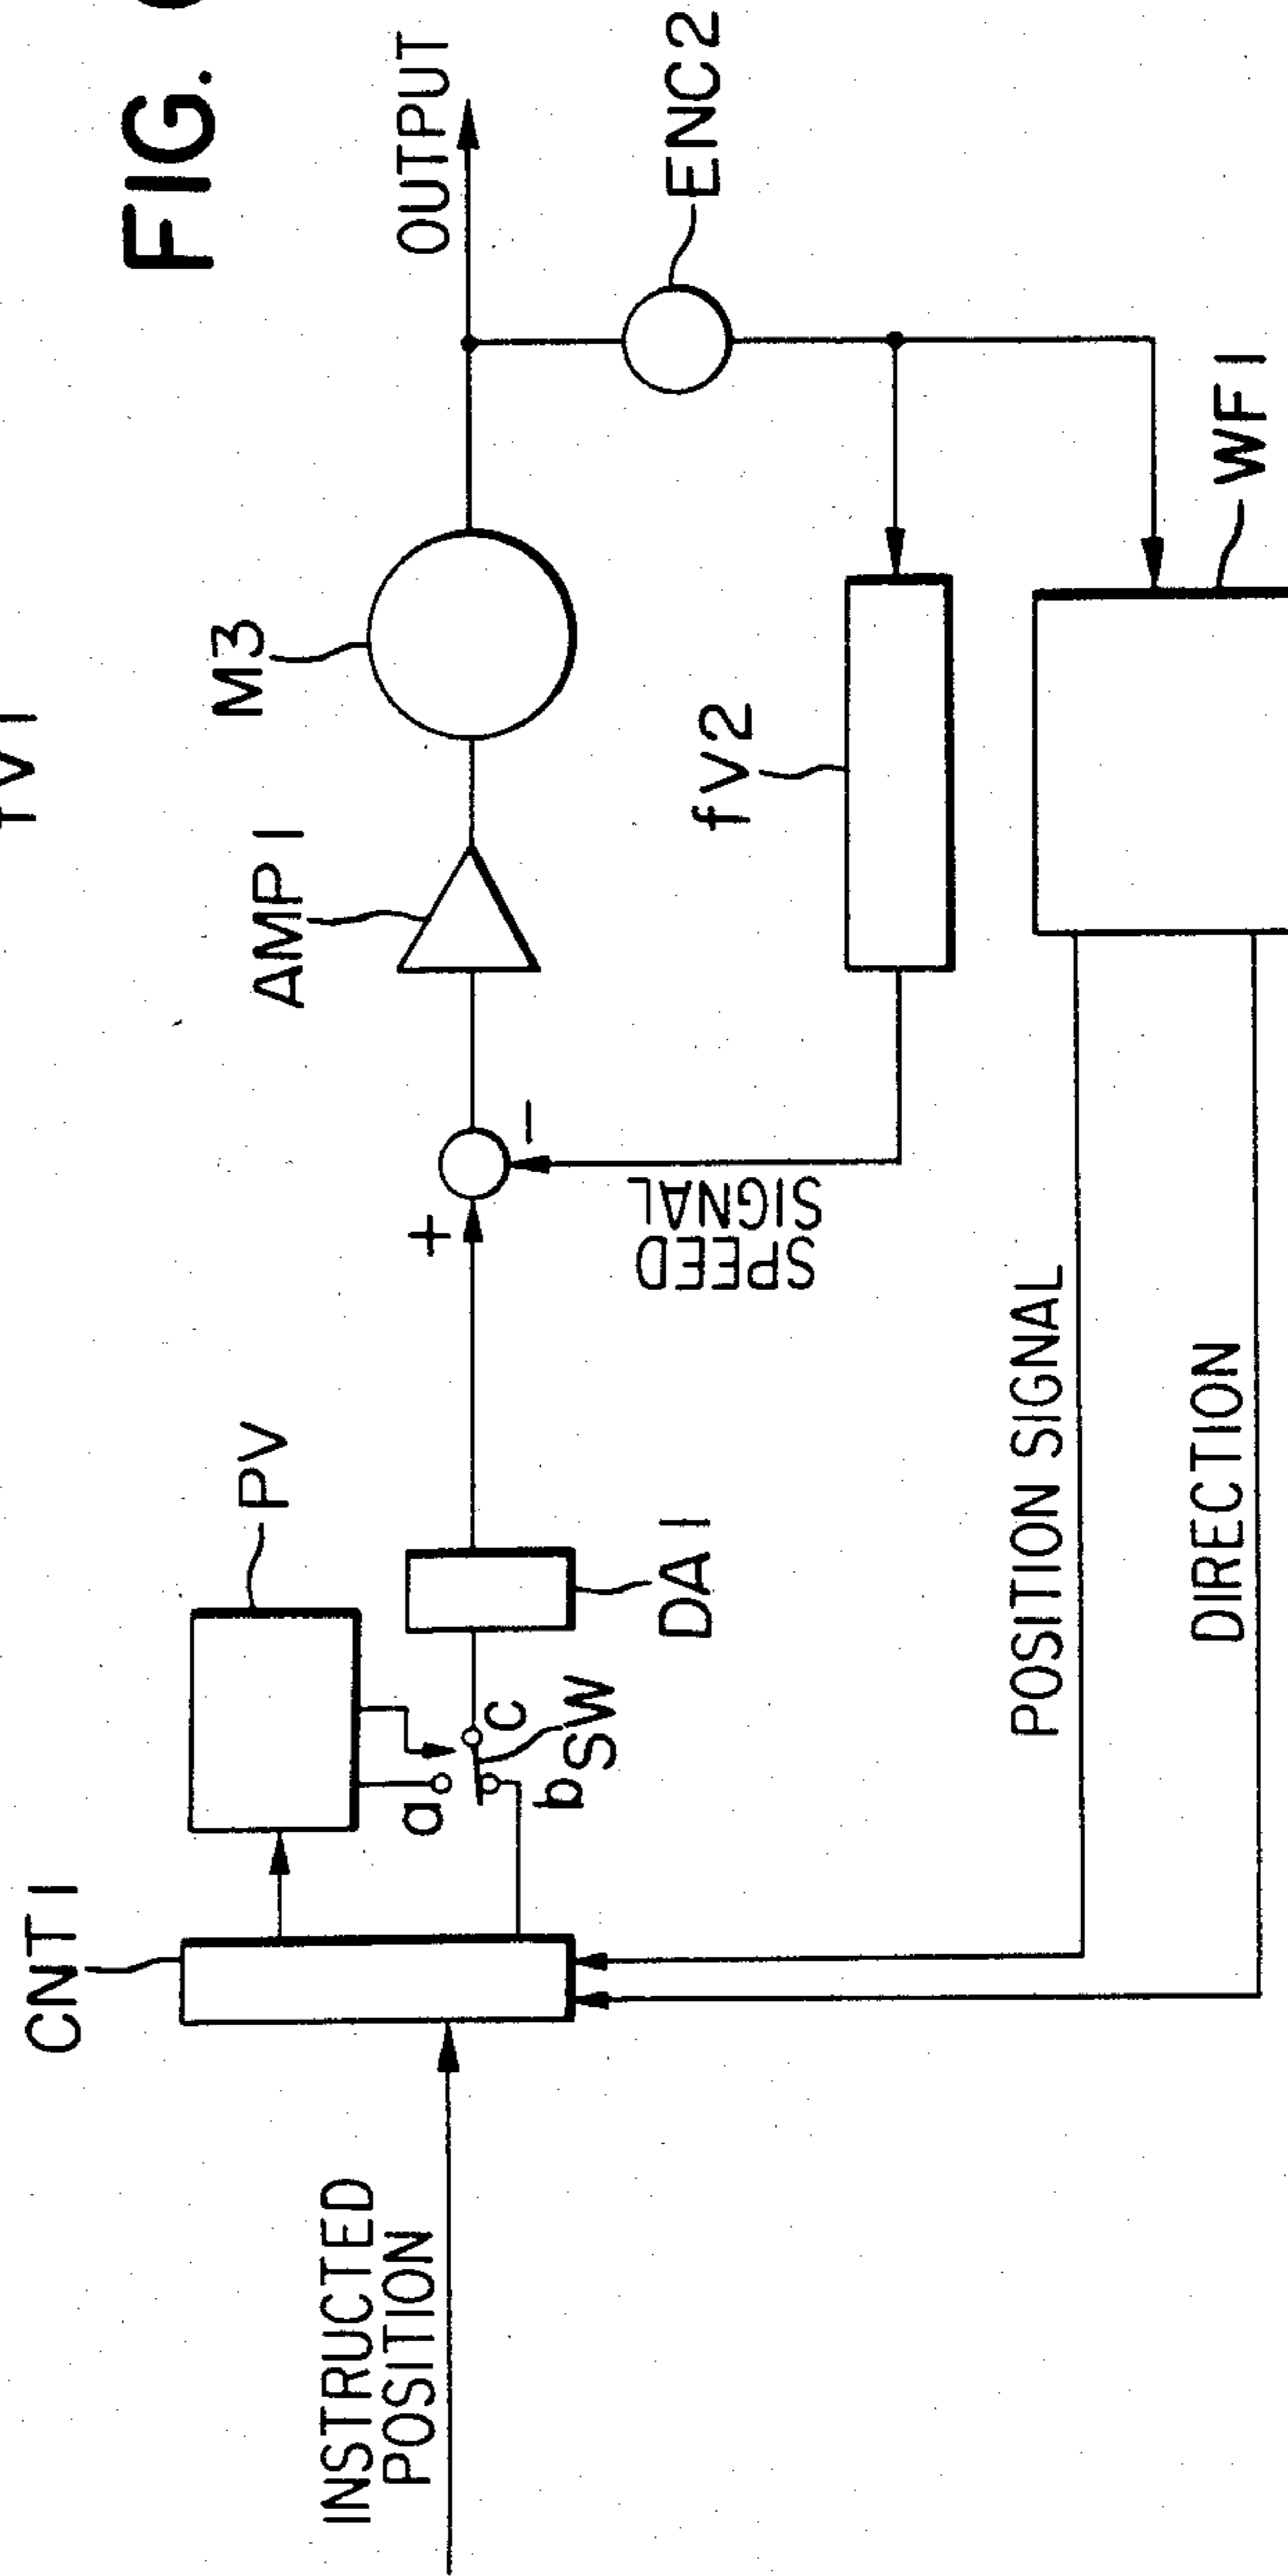 FIG.
OUTPUT
ENC2
M3
AMP1
fV2
WF1
+
−
SPEED
SIGNAL
PV
DA1
a
b
c
SW
CNT1
POSITION SIGNAL
DIRECTION
INSTRUCTED
POSITION